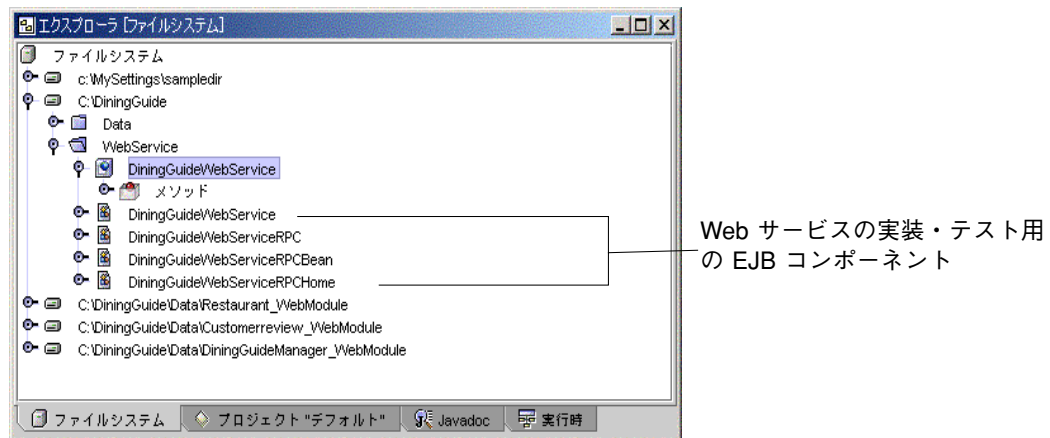 エクスプローラ [ファイルシステム]
ファイルシステム
c:\MySettings\sampledir
C:\DiningGuide
Data
WebService
DiningGuideWebService
メソッド
DiningGuideWebService
DiningGuideWebServiceRPC
DiningGuideWebServiceRPCBean
DiningGuideWebServiceRPCHome
C:\DiningGuide\Data\Restaurant_WebModule
C:\DiningGuide\Data\Customerreview_WebModule
C:\DiningGuide\Data\DiningGuideManager_WebModule
ファイルシステム プロジェクト "デフォルト" Javadoc 実行時
Web サービスの実装・テスト用
の EJB コンポーネント